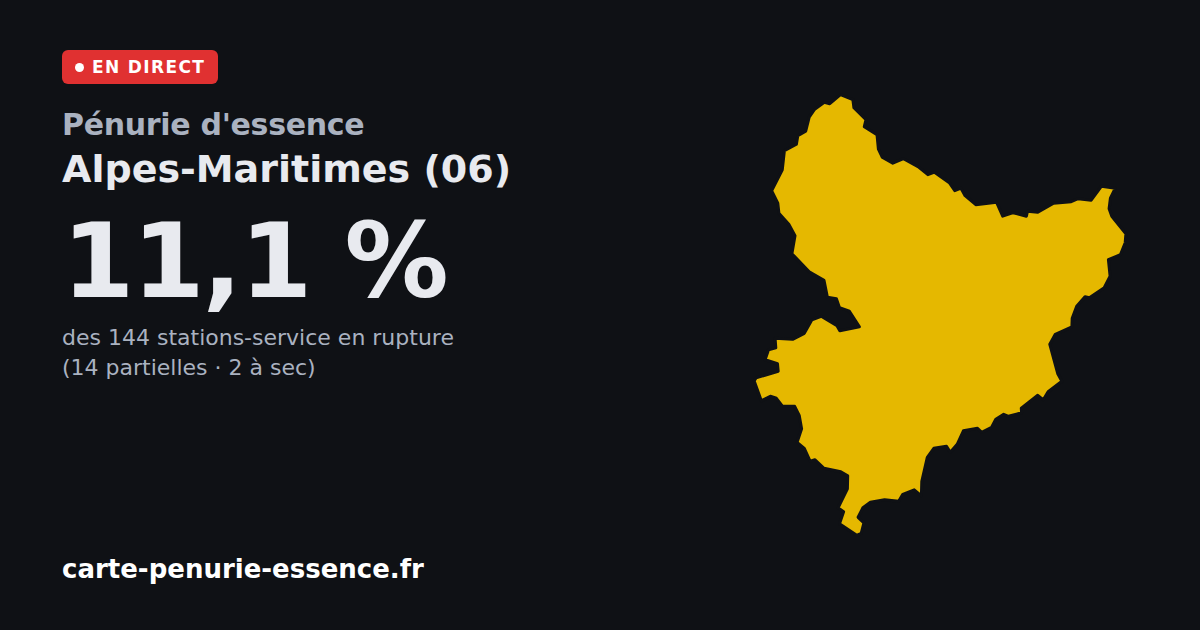 EN DIRECT
Pénurie d'essence
Alpes-Maritimes (06)
11,1 %
des 144 stations-service en rupture
(14 partielles · 2 à sec)
carte-penurie-essence.fr